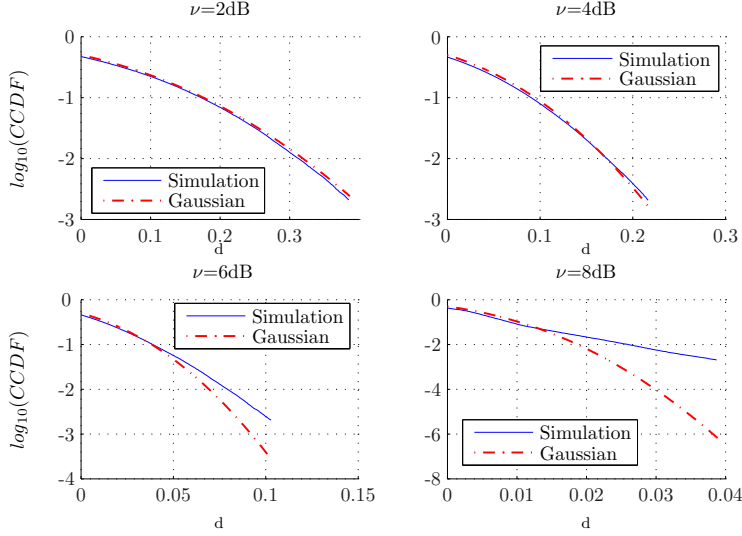 ν=2dB
0
-1
-2
-3
0
0.1
0.2
0.3
d
log10(CCDF)
Simulation
Gaussian
ν=4dB
0
-1
-2
-3
0
0.1
0.2
0.3
d
Simulation
Gaussian
ν=6dB
0
-1
-2
-3
-4
0
0.05
0.1
0.15
d
log10(CCDF)
Simulation
Gaussian
ν=8dB
0
-2
-4
-6
-8
0
0.01
0.02
0.03
0.04
d
Simulation
Gaussian